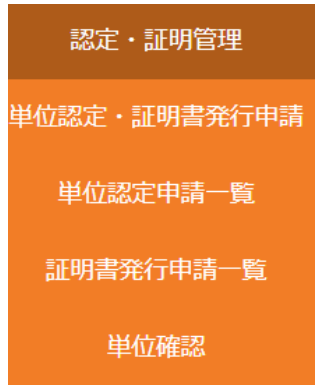 認定・証明管理
単位認定・証明書発行申請
単位認定申請一覧
証明書発行申請一覧
単位確認